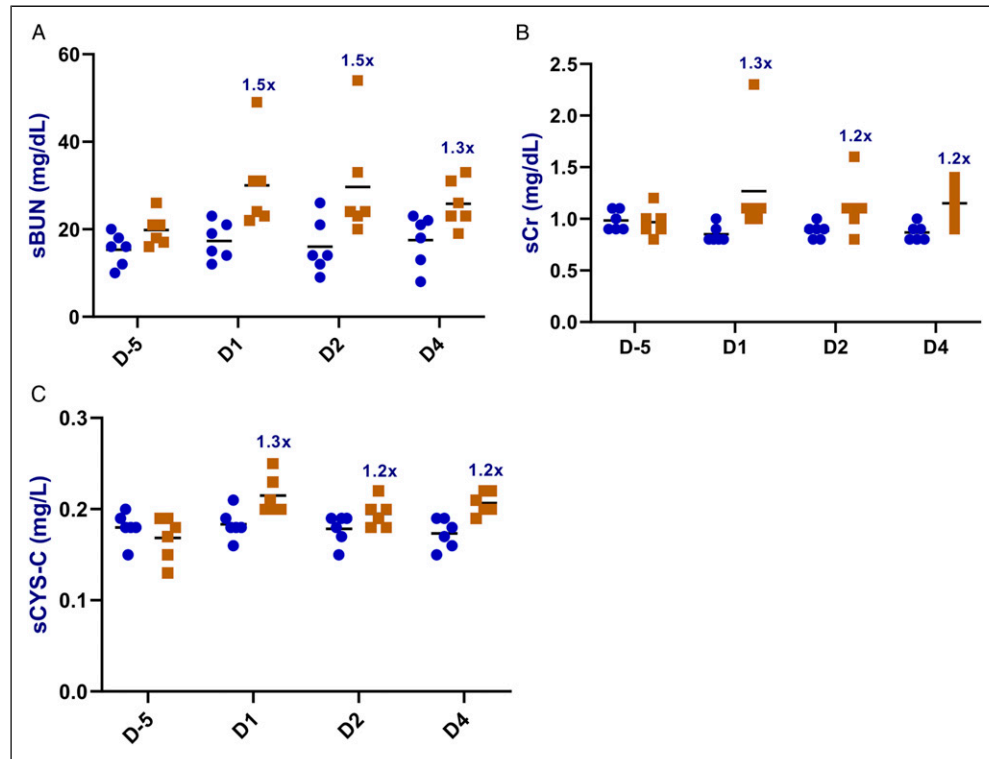 A
sBUN (mg/dL)
60
40
20
0
1.5x
1.5x
1.3x
D-5
D1
D2
D4
B
sCr (mg/dL)
2.5
2.0
1.5
1.0
0.5
0.0
1.3x
1.2x
1.2x
D-5
D1
D2
D4
C
sCYS-C (mg/L)
0.3
0.2
0.1
0.0
1.3x
1.2x
1.2x
D-5
D1
D2
D4